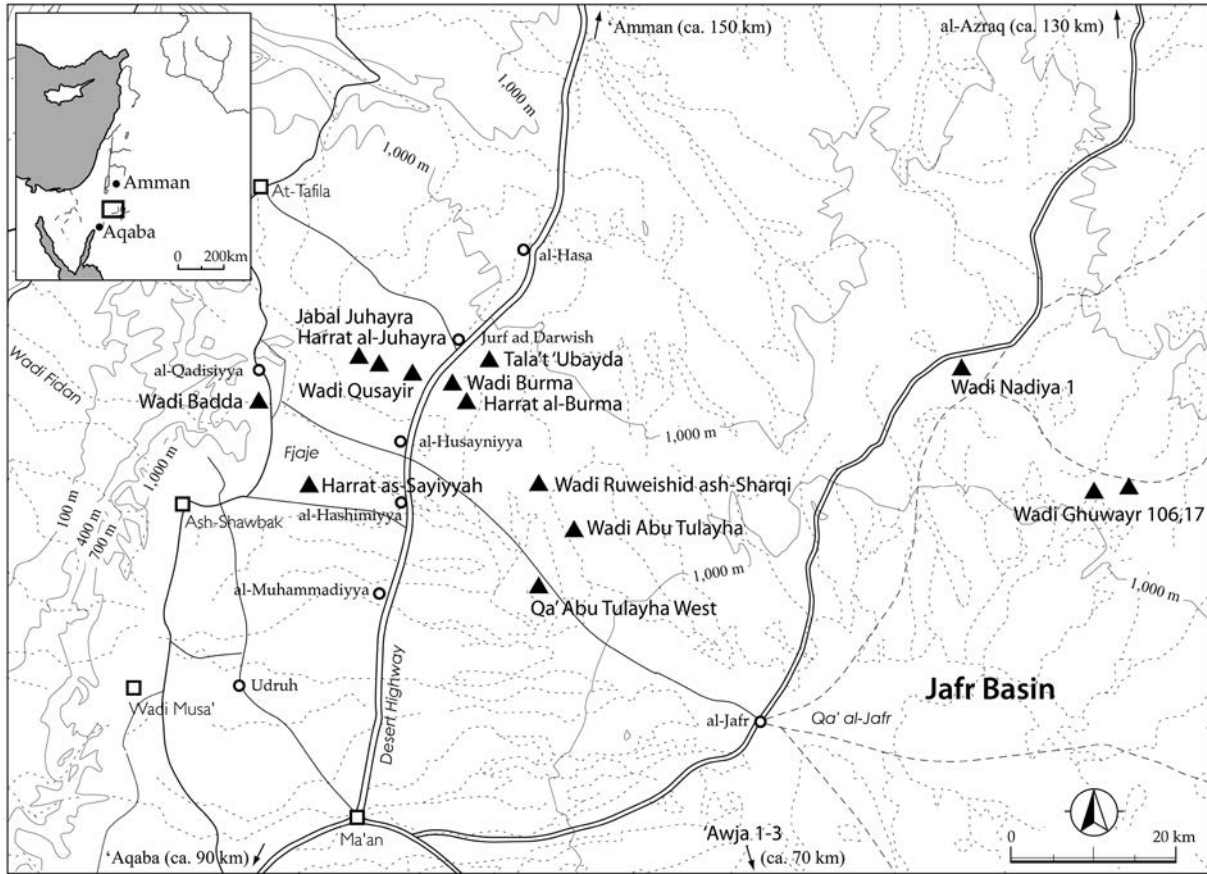 'Amman (ca. 150 km)
al-Azraq (ca. 130 km)
Amman
Aqaba
0 200km
1,000 m
1,000 m
At-Tafila
al-Hasa
Jabal Juhayra
Harrat al-Juhayra
Jurf ad Darwish
Tala't 'Ubayda
Wadi Fidan
al-Qadisiyya
Wadi Qusayir
Wadi Burma
Wadi Nadiya 1
Wadi Badda
Harrat al-Burma
1,000 m
al-Husayniyya
Fjaje
Harrat as-Sayiyyah
Wadi Ruweishid ash-Sharqi
100 m
400 m
700 m
1,000 m
Ash-Shawbak
al-Hashimiyya
Wadi Ghuwayr 106,17
Wadi Abu Tulayha
1,000 m
1,000 m
al-Muhammadiyya
Qa' Abu Tulayha West
Udruh
Wadi Musa'
Desert Highway
Jafr Basin
al-Jafr
Qa' al-Jafr
Ma'an
'Aqaba (ca. 90 km)
'Awja 1-3
(ca. 70 km)
0 20 km